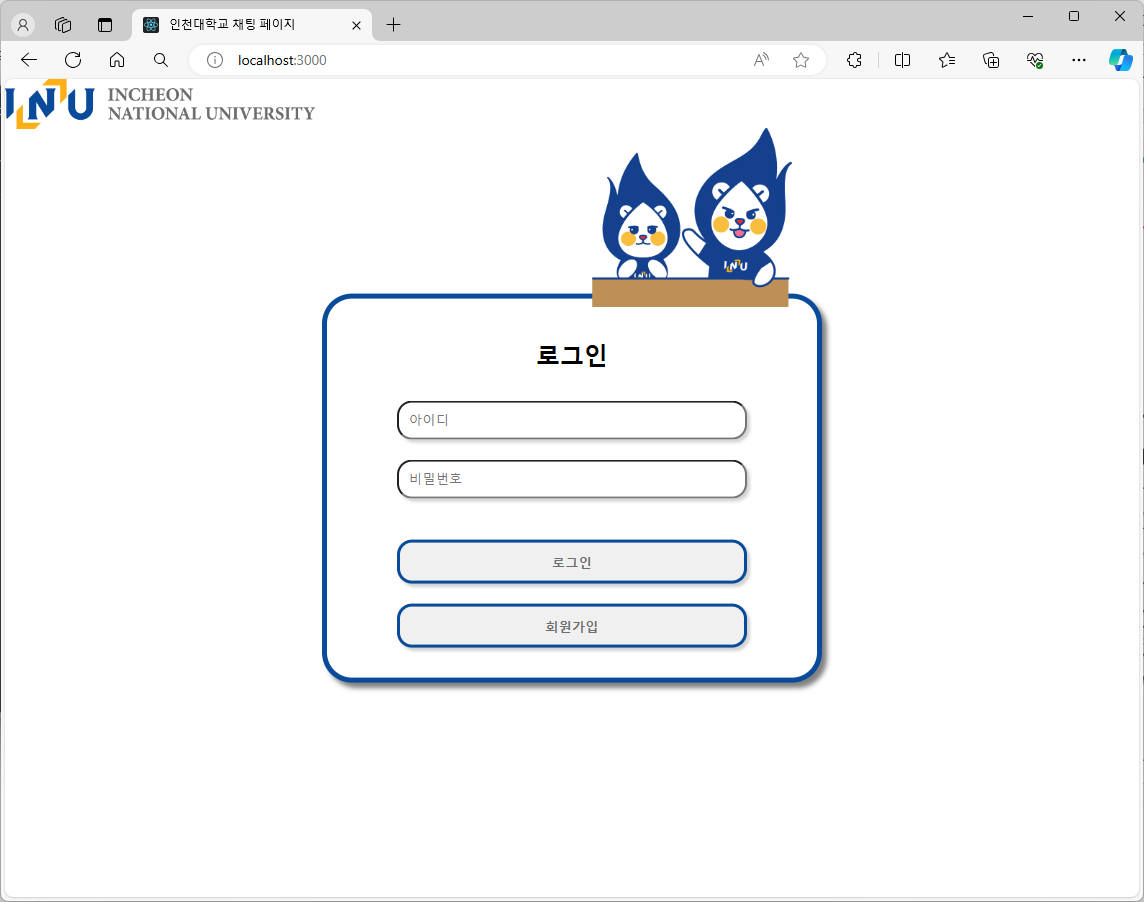 인천대학교 채팅 페이지
localhost:3000
INU INCHEON
NATIONAL UNIVERSITY
INU
INU
로그인
아이디
비밀번호
로그인
회원가입